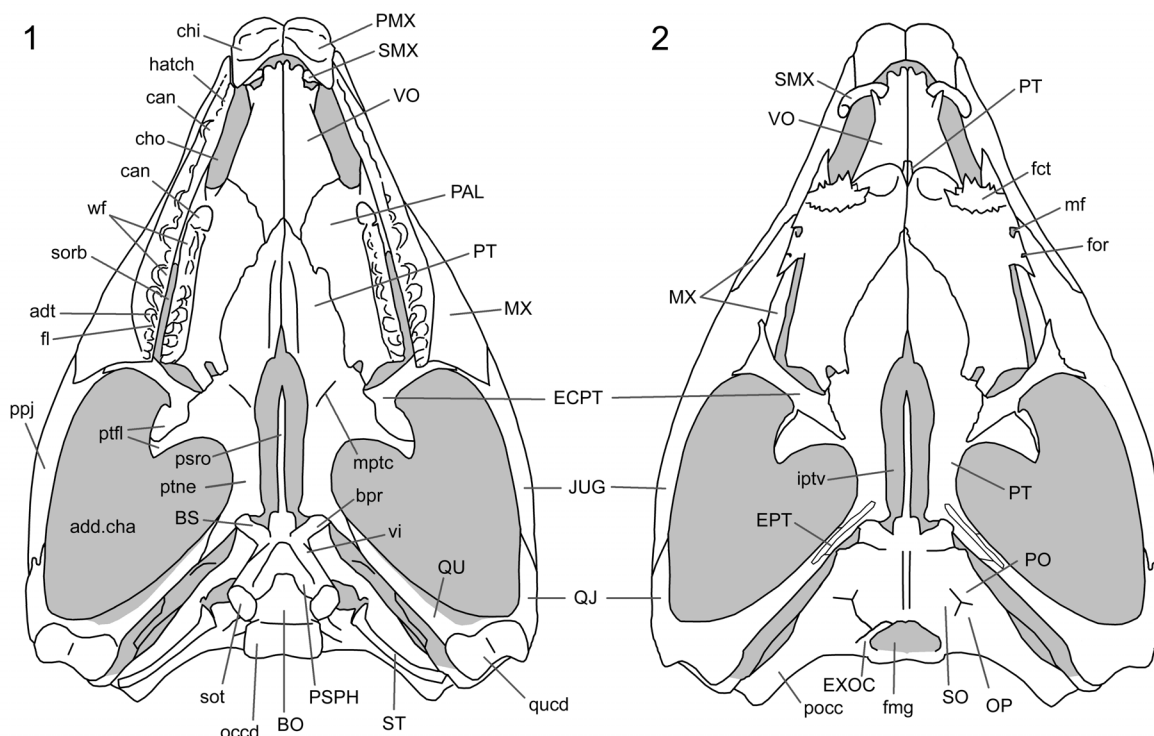 1
chi
PMX
SMX
hatch
can
VO
cho
can
PAL
wf
PT
sorb
MX
adt
fl
ECPT
ppj
ptfl
psro
mptc
ptne
JUG
bpr
BS
vi
add.cha
QU
QJ
sot
PSPH
ST
qucd
occd
BO
2
SMX
PT
VO
fct
mf
for
MX
iptv
PT
EPT
PO
EXOC
SO
pocc
fmg
OP